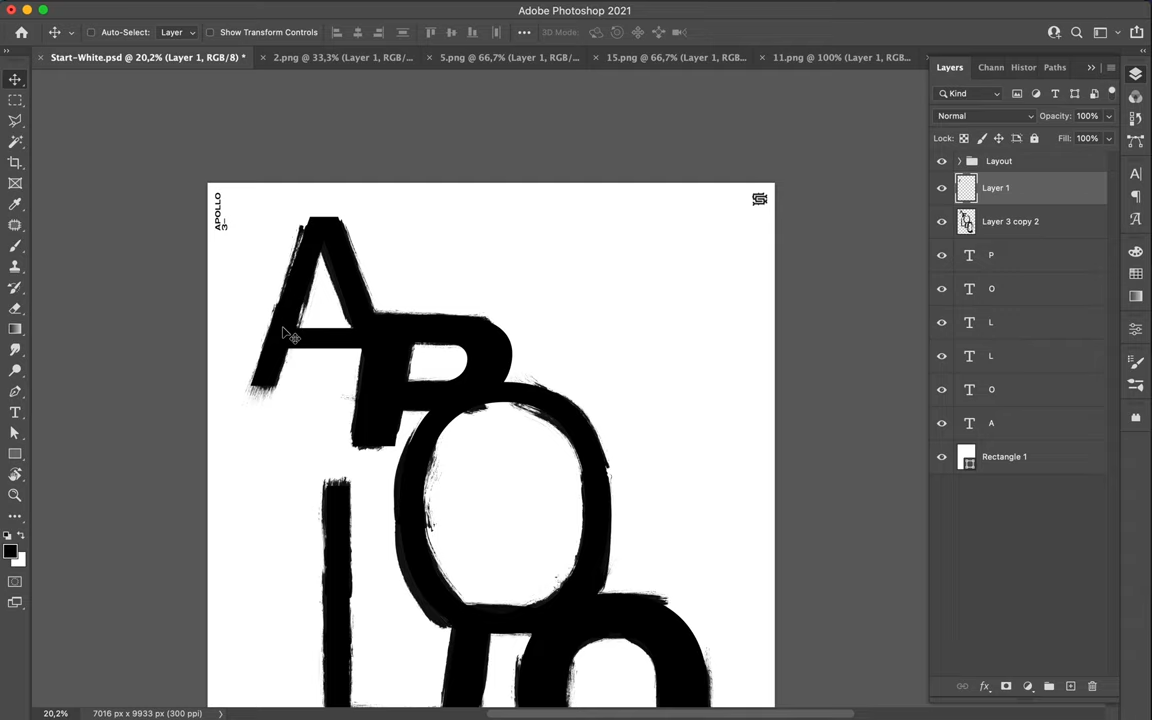 Adobe Photoshop 2021
Auto-Select: Layer Show Transform Controls 3D Mode:
Start-White.psd @ 20,2% (Layer 1, RGB/8) * 2.png @ 33,3% (Layer 1, RGB/... 5.png @ 66,7% (Layer 1, RGB/... 15.png @ 66,7% (Layer 1, RGB... 11.png @ 100% (Layer 1, RGB...
Layers Chann Histor Paths
Kind
Normal Opacity: 100%
Lock: Fill: 100%
Layout
Layer 1
Layer 3 copy 2
P
O
L
L
O
A
Rectangle 1
APOLLO
3–
A
P
O
L
L
O
20,2% 7016 px x 9933 px (300 ppi)